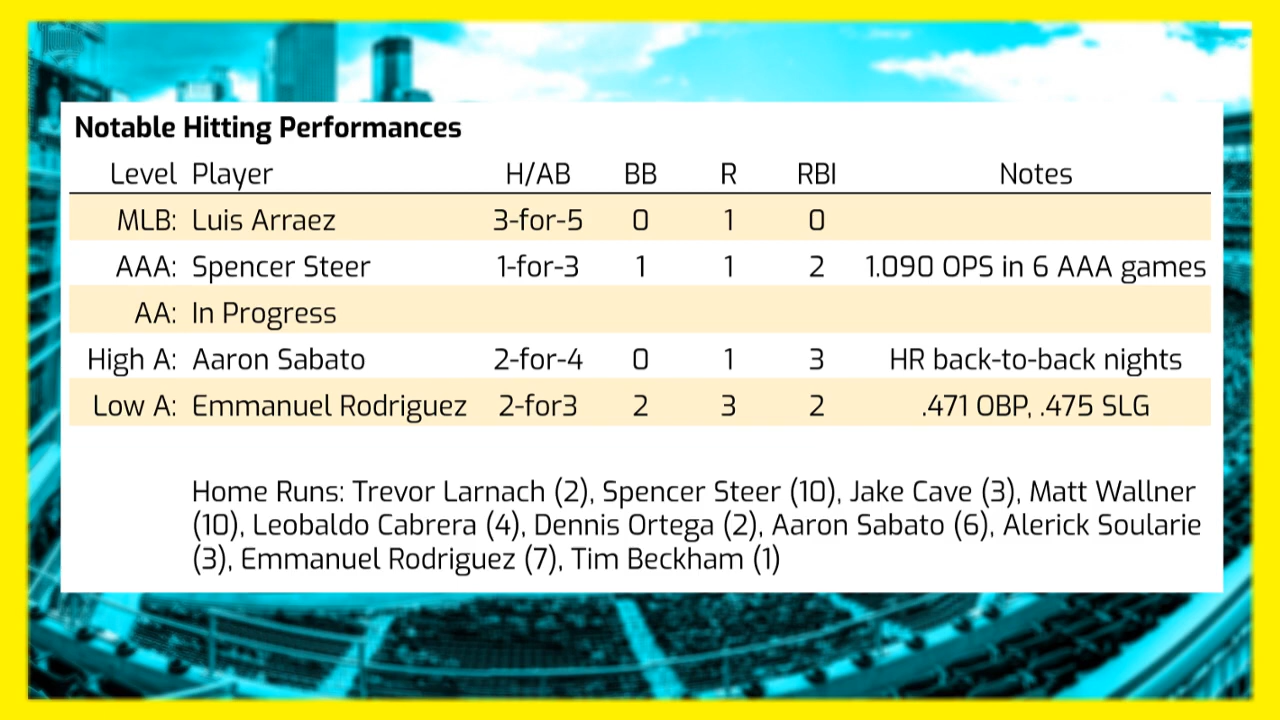 Notable Hitting Performances
Level Player H/AB BB R RBI Notes
MLB: Luis Arraez 3-for-5 0 1 0
AAA: Spencer Steer 1-for-3 1 1 2 1.090 OPS in 6 AAA games
AA: In Progress
High A: Aaron Sabato 2-for-4 0 1 3 HR back-to-back nights
Low A: Emmanuel Rodriguez 2-for3 2 3 2 .471 OBP, .475 SLG
Home Runs: Trevor Larnach (2), Spencer Steer (10), Jake Cave (3), Matt Wallner
(10), Leobaldo Cabrera (4), Dennis Ortega (2), Aaron Sabato (6), Alerick Soularie
(3), Emmanuel Rodriguez (7), Tim Beckham (1)